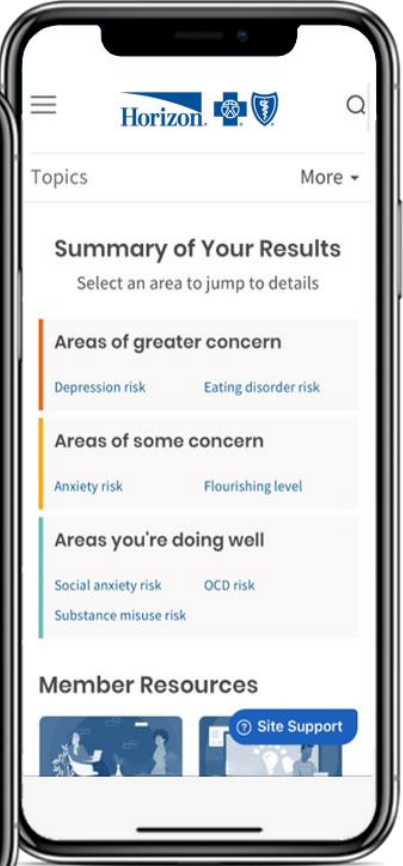 Horizon.
Topics More
Summary of Your Results
Select an area to jump to details
Areas of greater concern
Depression risk Eating disorder risk
Areas of some concern
Anxiety risk Flourishing level
Areas you're doing well
Social anxiety risk OCD risk
Substance misuse risk
Member Resources
? Site Support